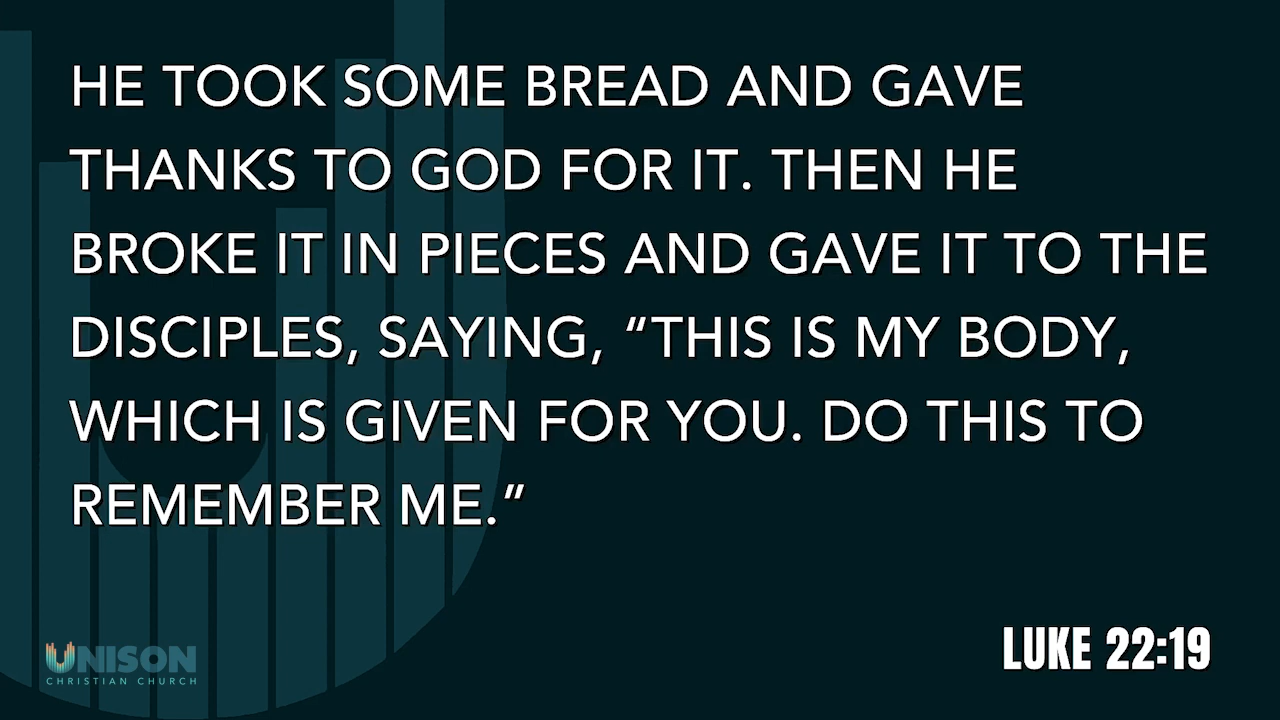 HE TOOK SOME BREAD AND GAVE
THANKS TO GOD FOR IT. THEN HE
BROKE IT IN PIECES AND GAVE IT TO THE
DISCIPLES, SAYING, “THIS IS MY BODY,
WHICH IS GIVEN FOR YOU. DO THIS TO
REMEMBER ME.”
LUKE 22:19
UNISON
CHRISTIAN CHURCH